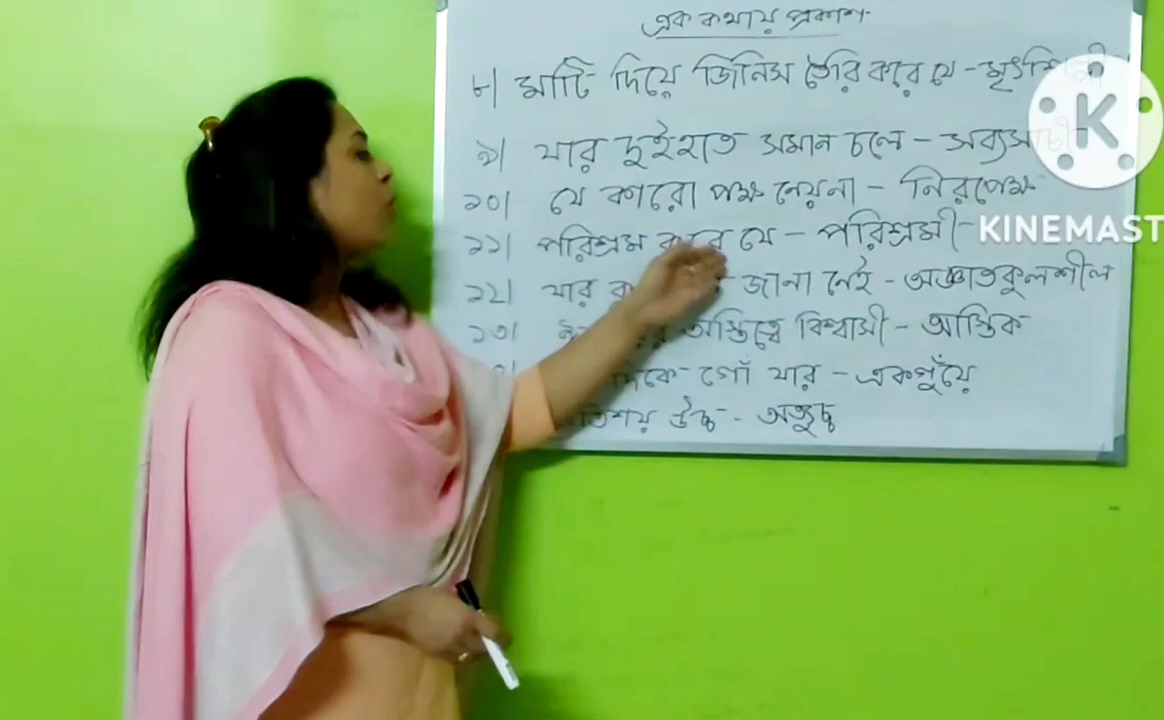 এক কথায় প্রকাশ
৮| মাটি দিয়ে জিনিস তৈরি করে যে - মৃৎশিল্পী
৯| যার দুইহাত সমান চলে - সব্যসাচী
১০| যে কারো পক্ষ নেয়না - নিরপেক্ষ
১১| পরিশ্রম করে যে - পরিশ্রমী
KINEMAST
১২| যার জানা নেই - অজ্ঞাতকুলশীল
১৩| অস্তিত্বে বিশ্বাসী - আস্তিক
দিকে গোঁ যার - একগুঁয়ে
অতিশয় উচ্চ - অত্যুচ্চ